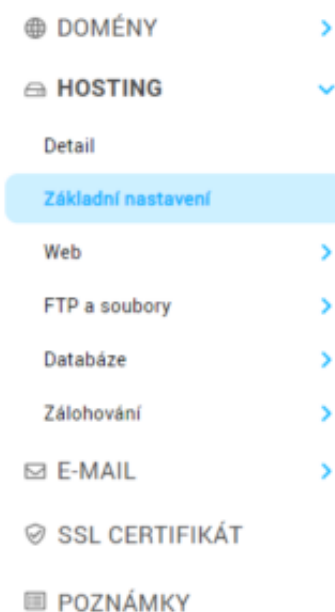 DOMÉNY
HOSTING
Detail
Základní nastavení
Web
FTP a soubory
Databáze
Zálohování
E-MAIL
SSL CERTIFIKÁT
POZNÁMKY